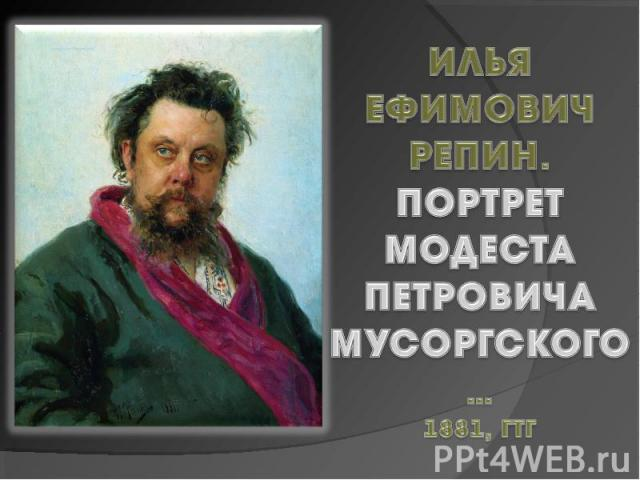 ИЛЬЯ
ЕФИМОВИЧ
РЕПИН.
ПОРТРЕТ
МОДЕСТА
ПЕТРОВИЧА
МУСОРГСКОГО
...
1881, ГТГ
PPt4WEB.ru